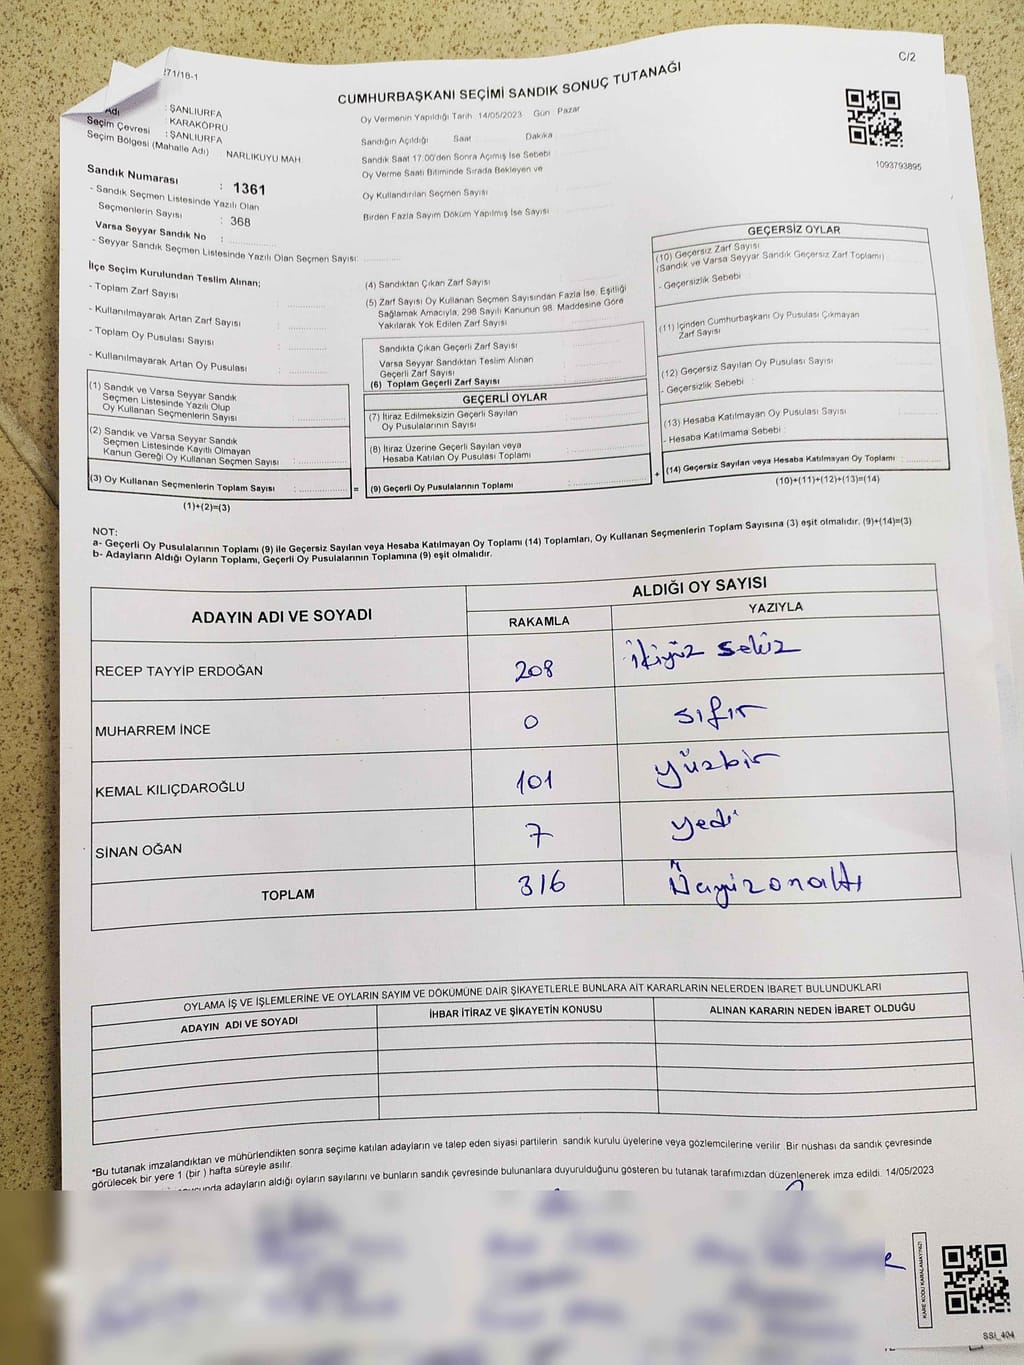 271/18-1
C/2
CUMHURBAŞKANI SEÇİMİ SANDIK SONUÇ TUTANAĞI
Adı : ŞANLIURFA
: KARAKÖPRÜ
Seçim Çevresi : ŞANLIURFA
Seçim Bölgesi (Mahalle Adı) : NARLIKUYU MAH
Sandık Numarası : 1361
- Sandık Seçmen Listesinde Yazılı Olan
Seçmenlerin Sayısı : 368
Varsa Seyyar Sandık No :
- Seyyar Sandık Seçmen Listesinde Yazılı Olan Seçmen Sayısı:
Oy Vermenin Yapıldığı Tarih 14/05/2023 Gün Pazar
Sandığın Açıldığı Saat Dakika
Sandık Saat 17.00'den Sonra Açımış İse Sebebi
Oy Verme Saati Bitiminde Sırada Bekleyen ve
Oy Kullandırılan Seçmen Sayısı
Birden Fazla Sayım Döküm Yapılmış İse Sayısı
1093793895
İlçe Seçim Kurulundan Teslim Alınan;
- Toplam Zarf Sayısı :
- Kullanılmayarak Artan Zarf Sayısı :
- Toplam Oy Pusulası Sayısı :
- Kullanılmayarak Artan Oy Pusulası :
(1) Sandık ve Varsa Seyyar Sandık
Seçmen Listesinde Yazılı Olup
Oy Kullanan Seçmenlerin Sayısı :
(2) Sandık ve Varsa Seyyar Sandık
Seçmen Listesinde Kayıtlı Olmayan
Kanun Gereği Oy Kullanan Seçmen Sayısı :
(3) Oy Kullanan Seçmenlerin Toplam Sayısı :
(1)+(2)=(3)
=
(4) Sandıktan Çıkan Zarf Sayısı :
(5) Zarf Sayısı Oy Kullanan Seçmen Sayısından Fazla İse, Eşitliği
Sağlamak Amacıyla, 298 Sayılı Kanunun 98. Maddesine Göre
Yakılarak Yok Edilen Zarf Sayısı :
Sandıkta Çıkan Geçerli Zarf Sayısı :
Varsa Seyyar Sandıktan Teslim Alınan
Geçerli Zarf Sayısı :
(6) Toplam Geçerli Zarf Sayısı :
GEÇERLİ OYLAR
(7) İtiraz Edilmeksizin Geçerli Sayılan
Oy Pusulalarının Sayısı :
(8) İtiraz Üzerine Geçerli Sayılan veya
Hesaba Katılan Oy Pusulası Toplamı :
(9) Geçerli Oy Pusulalarının Toplamı :
+
GEÇERSİZ OYLAR
(10) Geçersiz Zarf Sayısı
(Sandık ve Varsa Seyyar Sandık Geçersiz Zarf Toplamı)
- Geçersizlik Sebebi :
(11) İçinden Cumhurbaşkanı Oy Pusulası Çıkmayan
Zarf Sayısı :
(12) Geçersiz Sayılan Oy Pusulası Sayısı :
- Geçersizlik Sebebi :
(13) Hesaba Katılmayan Oy Pusulası Sayısı :
- Hesaba Katılmama Sebebi :
(14) Geçersiz Sayılan veya Hesaba Katılmayan Oy Toplamı :
(10)+(11)+(12)+(13)=(14)
NOT:
a- Geçerli Oy Pusulalarının Toplamı (9) ile Geçersiz Sayılan veya Hesaba Katılmayan Oy Toplamı (14) Toplamları, Oy Kullanan Seçmenlerin Toplam Sayısına (3) eşit olmalıdır. (9)+(14)=(3)
b- Adayların Aldığı Oyların Toplamı, Geçerli Oy Pusulalarının Toplamına (9) eşit olmalıdır.
ADAYIN ADI VE SOYADI ALDIĞI OY SAYISI
RAKAMLA YAZIYLA
RECEP TAYYİP ERDOĞAN 208 İkiyüz sekiz
MUHARREM İNCE 0 sıfır
KEMAL KILIÇDAROĞLU 101 yüzbir
SİNAN OĞAN 7 yedi
TOPLAM 316 Üçyüzonaltı
OYLAMA İŞ VE İŞLEMLERİNE VE OYLARIN SAYIM VE DÖKÜMÜNE DAİR ŞİKAYETLERLE BUNLARA AİT KARARLARIN NELERDEN İBARET BULUNDUKLARI
ADAYIN ADI VE SOYADI İHBAR İTİRAZ VE ŞİKAYETİN KONUSU ALINAN KARARIN NEDEN İBARET OLDUĞU
*Bu tutanak imzalandıktan ve mühürlendikten sonra seçime katılan adayların ve talep eden siyasi partilerin sandık kurulu üyelerine veya gözlemcilerine verilir. Bir nüshası da sandık çevresinde
görülecek bir yere 1 (bir ) hafta süreyle asılır.
adayların aldığı oyların sayılarını ve bunların sandık çevresinde bulunanlara duyurulduğunu gösteren bu tutanak tarafımızdan düzenlenerek imza edildi. 14/05/2023
KARE KODU KARALAMAYINIZ!
SSI_404